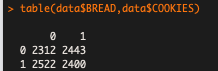 > table(data$BREAD,data$COOKIES)
0 1
0 2312 2443
1 2522 2400